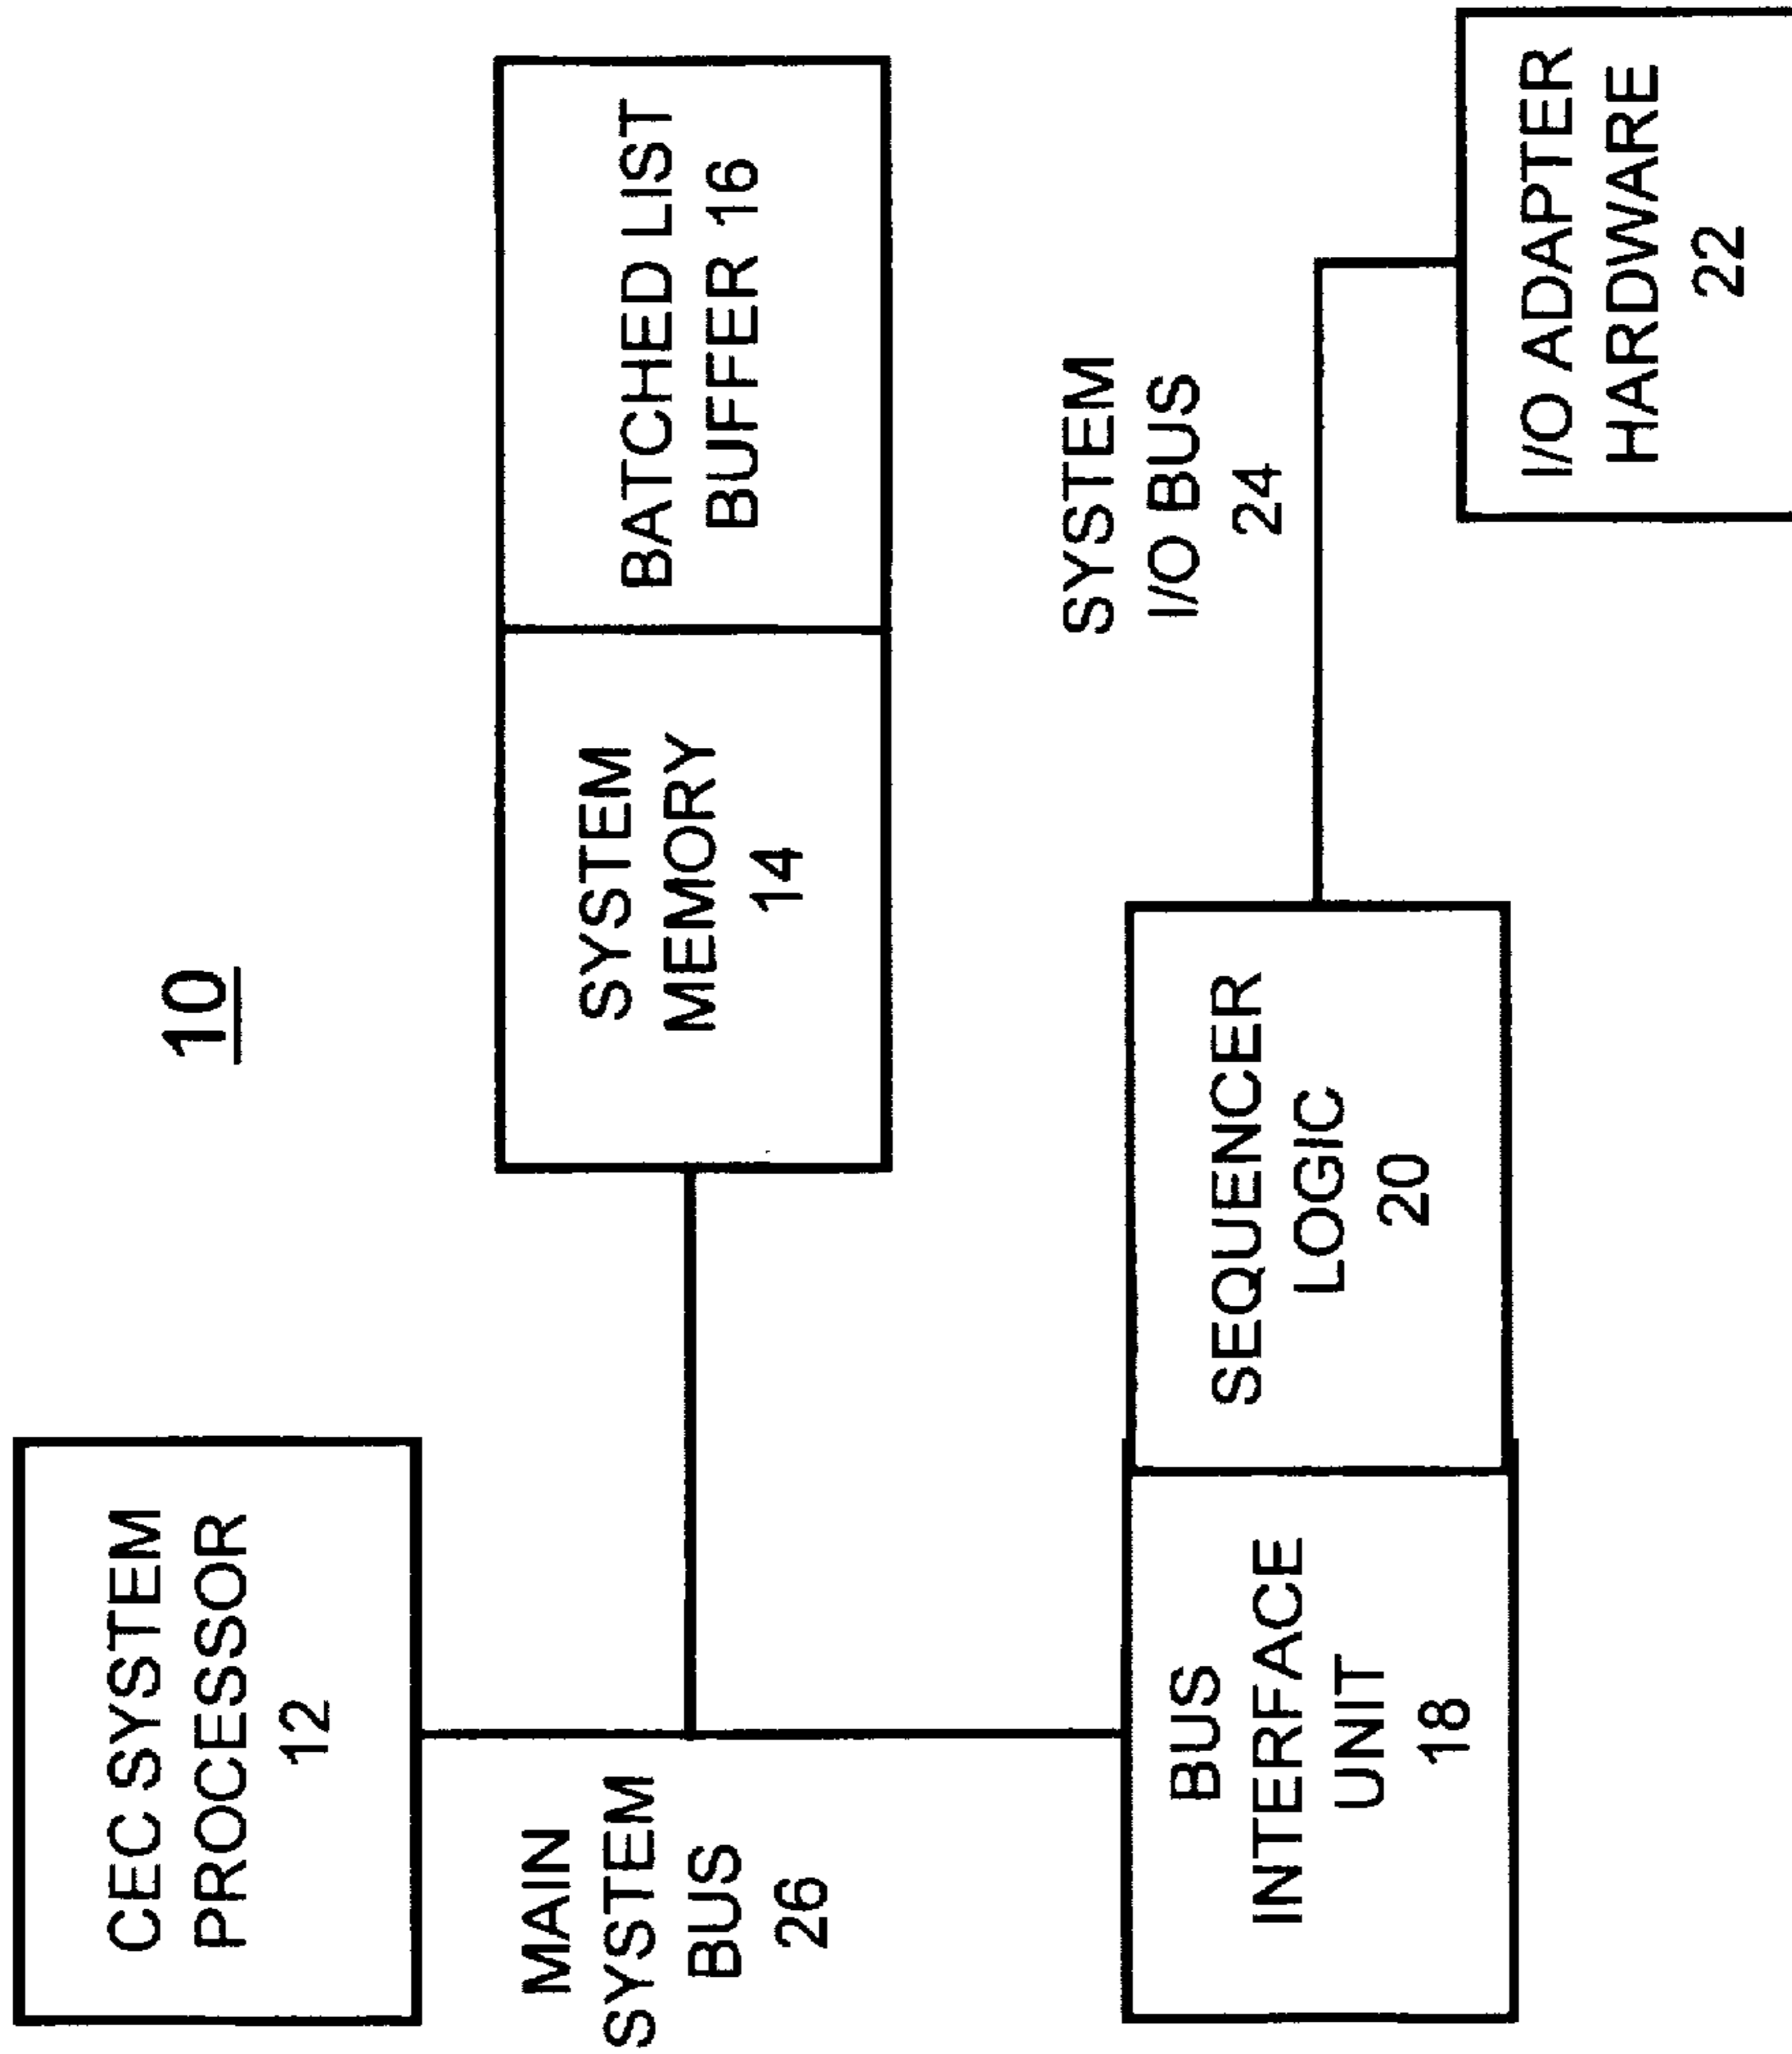 10
CEC SYSTEM
PROCESSOR
12
MAIN
SYSTEM
BUS
26
SYSTEM
MEMORY
14
BATCHED LIST
BUFFER 16
BUS
INTERFACE
UNIT
18
SEQUENCER
LOGIC
20
SYSTEM
I/O BUS
24
I/O ADAPTER
HARDWARE
22